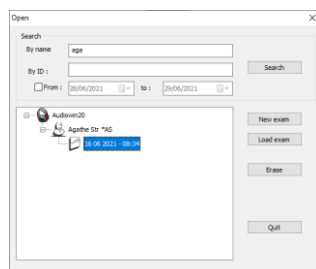 Open
Search
By name aga
By ID :
Search
From : 28/06/2021 to : 29/06/2021
Audiowin20
Agathe Str *AS
16 06 2021 - 08:34
New exam
Load exam
Erase
Quit